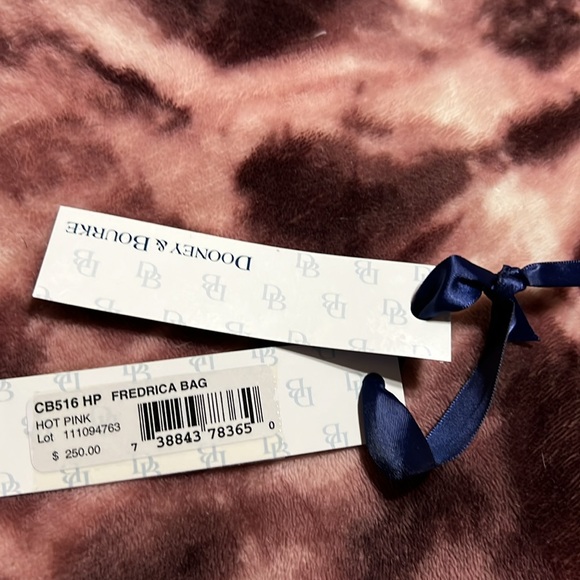 DOONEY & BOURKE
CB516 HP FREDRICA BAG
HOT PINK
Lot 111094763
$ 250.00
7 38843 78365 0